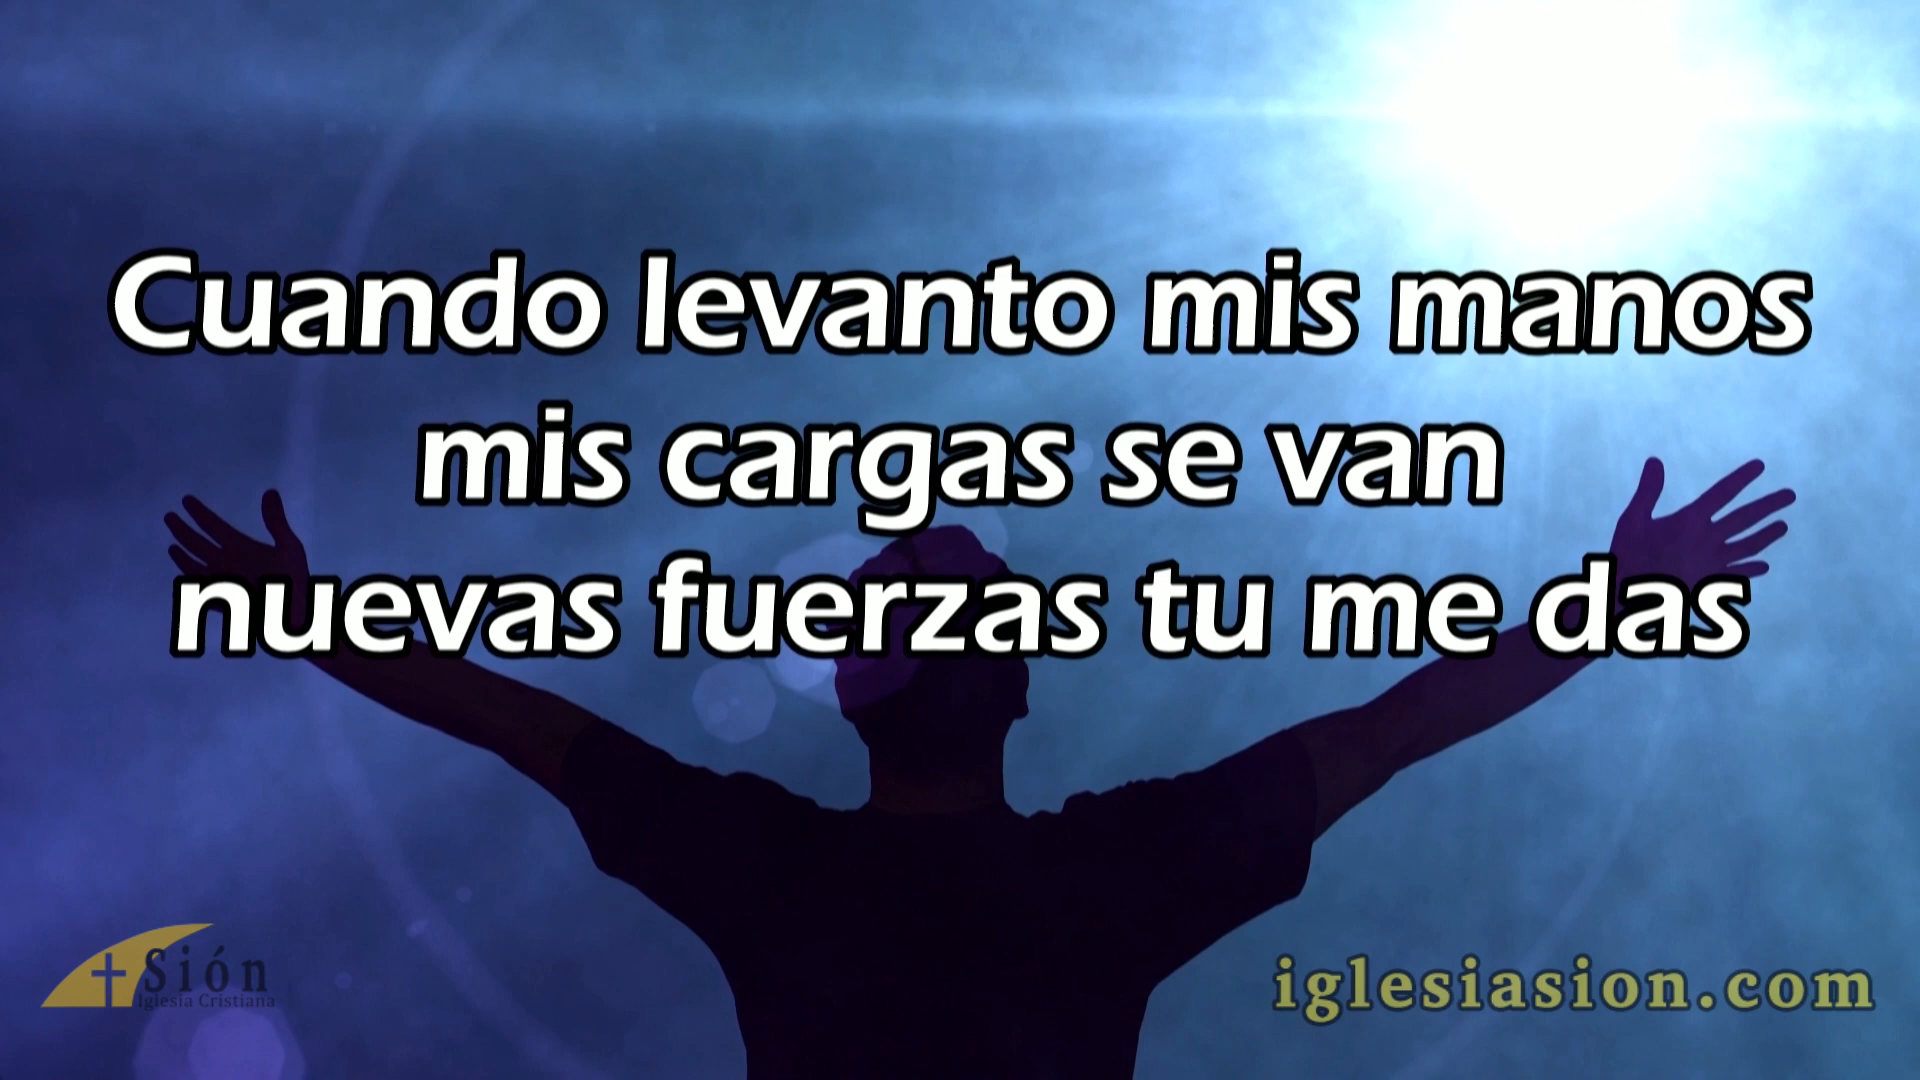 Cuando levanto mis manos
mis cargas se van
nuevas fuerzas tu me das
Sión
Iglesia Cristiana
iglesiasion.com